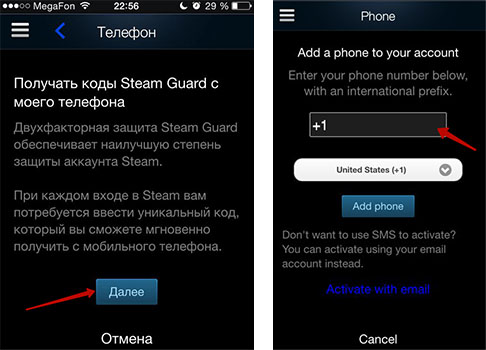 MegaFon 22:56 29 %
Телефон
Получать коды Steam Guard с
моего телефона
Двухфакторная защита Steam Guard
обеспечивает наилучшую степень
защиты аккаунта Steam.
При каждом входе в Steam вам
потребуется ввести уникальный код,
который вы сможете мгновенно
получить с мобильного телефона.
Далее
Отмена
Phone
Add a phone to your account
Enter your phone number below,
with an international prefix.
+1
United States (+1)
Add phone
Don't want to use SMS to activate?
You can activate using your email
account instead.
Activate with email
Cancel